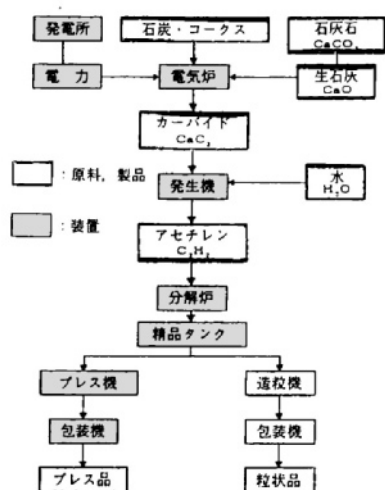 発電所
石炭・コークス
石灰石
CaCO₃
電力
電気炉
生石灰
CaO
カーバイド
CaC₂
:原料,製品
発生機
水
H₂O
:装置
アセチレン
C₂H₂
分解炉
精品タンク
プレス機
造粒機
包装機
包装機
プレス品
粒状品